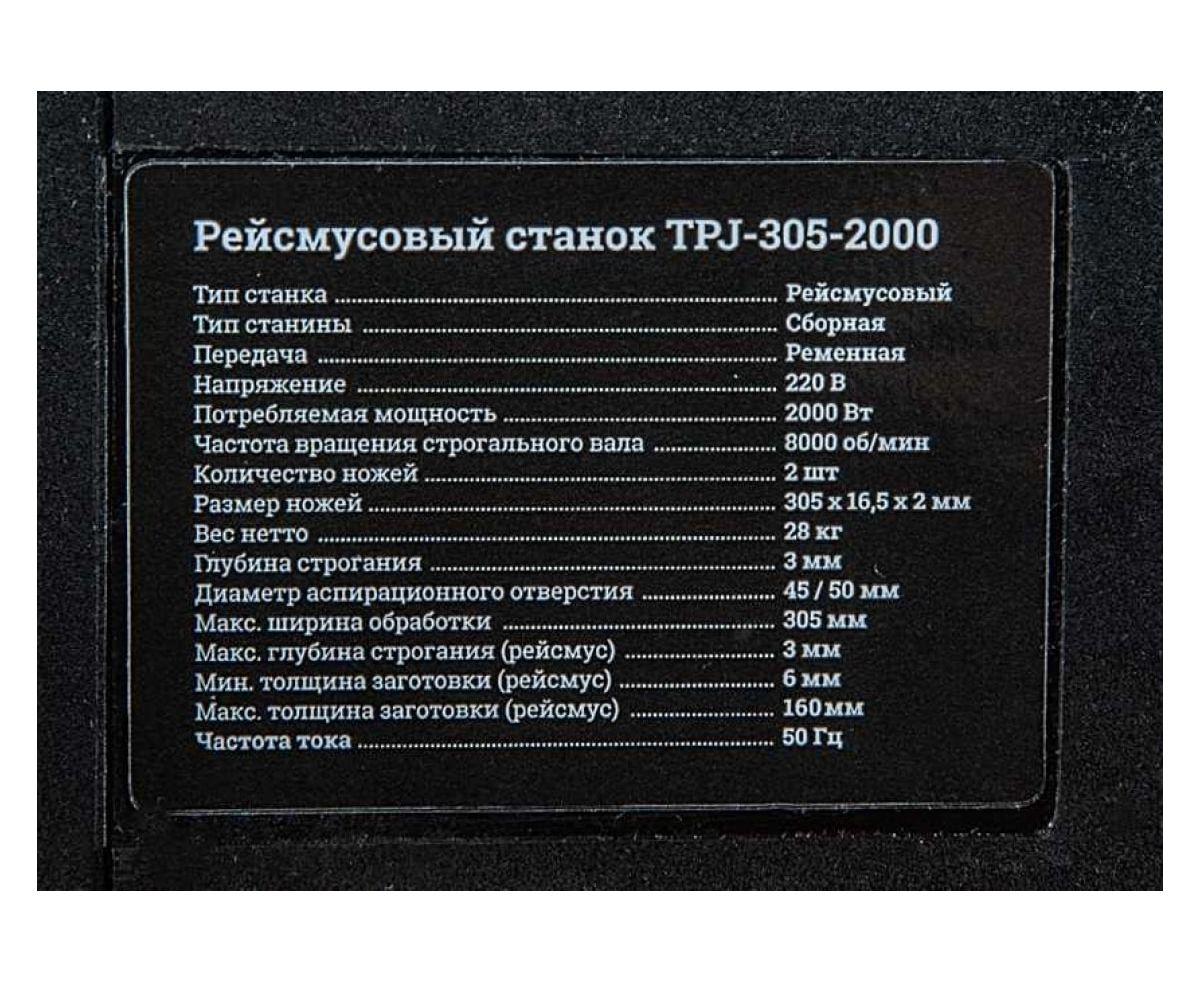 Рейсмусовый станок TPJ-305-2000
Тип станка ........ Рейсмусовый
Тип станины ........ Сборная
Передача ........ Ременная
Напряжение ........ 220 В
Потребляемая мощность ........ 2000 Вт
Частота вращения строгального вала ........ 8000 об/мин
Количество ножей ........ 2 шт
Размер ножей ........ 305 х 16,5 х 2 мм
Вес нетто ........ 28 кг
Глубина строгания ........ 3 мм
Диаметр аспирационного отверстия ........ 45 / 50 мм
Макс. ширина обработки ........ 305 мм
Макс. глубина строгания (рейсмус) ........ 3 мм
Мин. толщина заготовки (рейсмус) ........ 6 мм
Макс. толщина заготовки (рейсмус) ........ 160 мм
Частота тока ........ 50 Гц